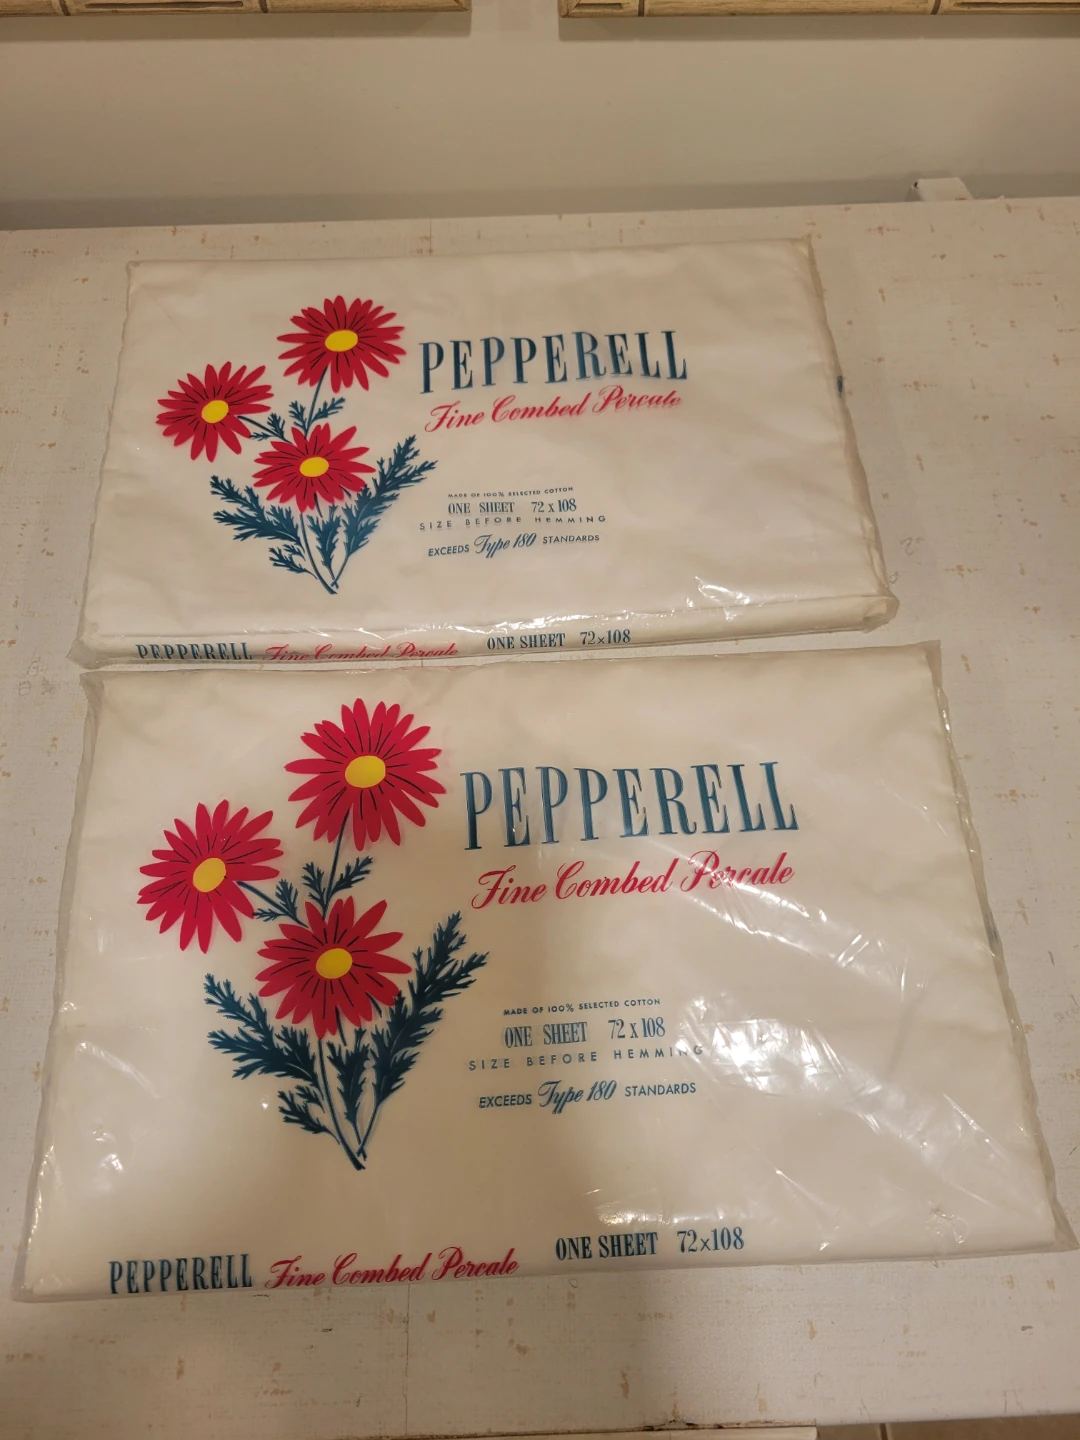 PEPPERELL
Fine Combed Percale
MADE OF 100% SELECTED COTTON
ONE SHEET 72 x 108
SIZE BEFORE HEMMING
EXCEEDS Type 180 STANDARDS
PEPPERELL Fine Combed Percale ONE SHEET 72x108
PEPPERELL
Fine Combed Percale
MADE OF 100% SELECTED COTTON
ONE SHEET 72 x 108
SIZE BEFORE HEMMING
EXCEEDS Type 180 STANDARDS
PEPPERELL Fine Combed Percale ONE SHEET 72x108